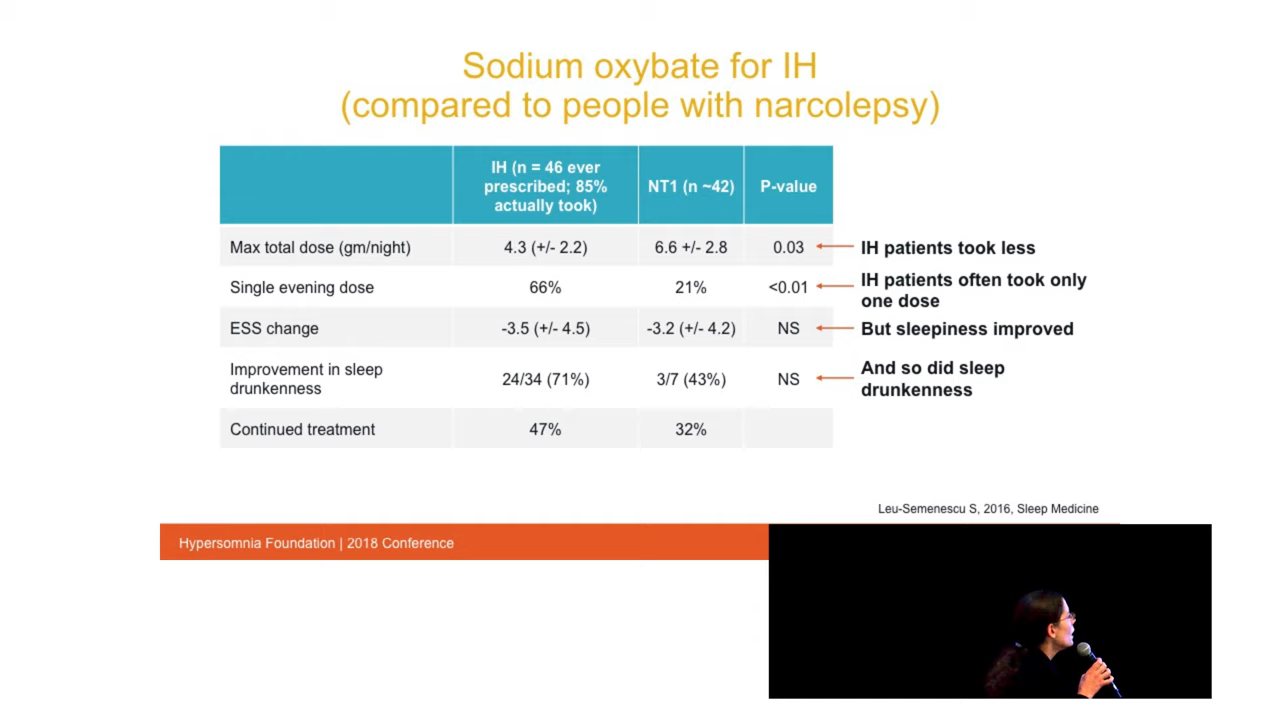 Sodium oxybate for IH
(compared to people with narcolepsy)
IH (n = 46 ever
prescribed; 85%
actually took)
NT1 (n ~42)
P-value
Max total dose (gm/night)
4.3 (+/- 2.2)
6.6 +/- 2.8
0.03
IH patients took less
Single evening dose
66%
21%
<0.01
IH patients often took only
one dose
ESS change
-3.5 (+/- 4.5)
-3.2 (+/- 4.2)
NS
But sleepiness improved
Improvement in sleep
drunkenness
24/34 (71%)
3/7 (43%)
NS
And so did sleep
drunkenness
Continued treatment
47%
32%
Leu-Semenescu S, 2016, Sleep Medicine
Hypersomnia Foundation | 2018 Conference